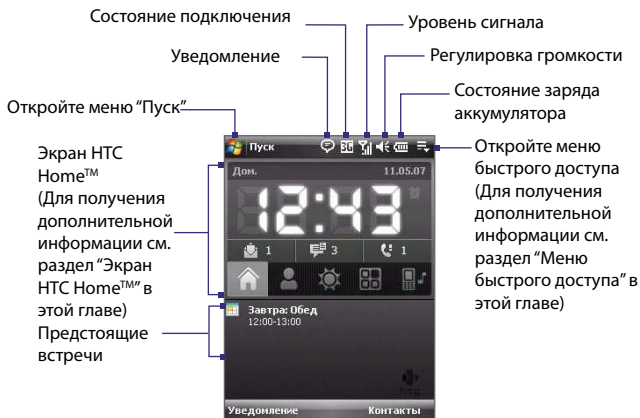 Состояние подключения
Уровень сигнала
Уведомление
Регулировка громкости
Состояние заряда
аккумулятора
Откройте меню “Пуск”
Экран HTC
Home™
(Для получения
дополнительной
информации см.
раздел “Экран
HTC Home™” в
этой главе)
Предстоящие
встречи
Откройте меню
быстрого доступа
(Для получения
дополнительной
информации см.
раздел “Меню
быстрого доступа” в
этой главе)
Пуск
3G
Дом.
11.05.07
12:43
1
3
1
Завтра: Обед
12:00-13:00
hTC
Уведомление
Контакты